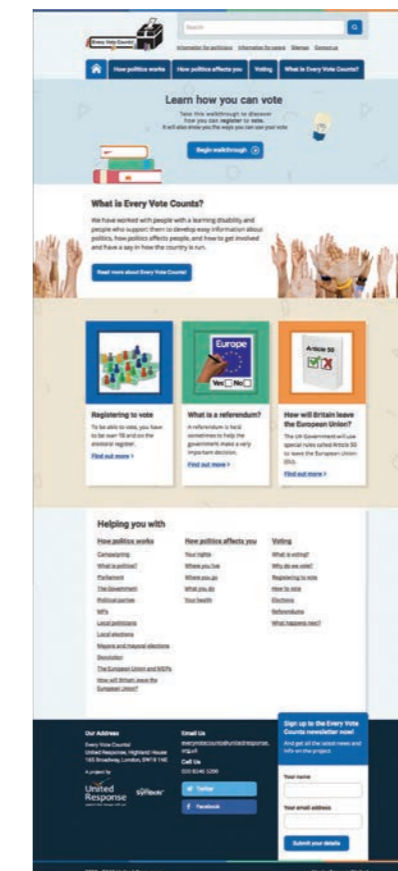 Every Vote Counts!
Search
Information for politicians Information for carers Sitemap Contact us
How politics works How politics affects you Voting What is Every Vote Counts?
Learn how you can vote
Take this walkthrough to discover
how you can register to vote.
It will also show you the ways you can use your vote
Begin walkthrough
What is Every Vote
Counts?
We have worked with people with a learning disability and
people who support them to develop easy information about
politics, how politics affects people, and how to get involved
and have a say in how the country is run.
Read more about Every Vote
Counts!
Europe
Yes No
Article 50
Registering to vote
To be able to vote, you have
to be over 18 and on the
electoral register.
Find out more >
What is a referendum?
A referendum is held
sometimes to help the
government make a very
important decision.
Find out more >
How will Britain leave
the European Union?
The UK Government will use
special rules called Article 50
to leave the European Union
(EU).
Find out more >
Helping you with
How politics works
Campaigning
What is politics?
Parliament
The Government
Political parties
MPs
Local politicians
Local elections
Mayors and mayoral elections
Devolution
The European Union and MEPs
How will Britain leave the
European Union?
How politics affects you
Your rights
Where you live
Where you go
What you do
Your health
Voting
What is voting?
Why do we vote?
Registering to vote
How to vote
Elections
Referendums
What happens next?
Our Address
Every Vote Counts!
United Response, Highland House
165 Broadway, London, SW19 1NE
A project by
United
Response
Symbols
Email Us
everyvotecounts@unitedresponse.
org.uk
Call Us
020 8246 5200
Twitter
Facebook
Sign up to the Every Vote
Counts newsletter now!
And get all the latest news and
info on the project.
Your name
Your email address
Submit your details